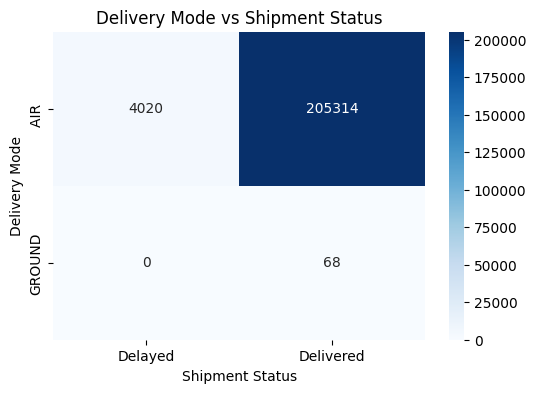 Delivery Mode vs Shipment Status
Delivery Mode
AIR
GROUND
4020
205314
0
68
Delayed
Delivered
Shipment Status
200000
175000
150000
125000
100000
75000
50000
25000
0